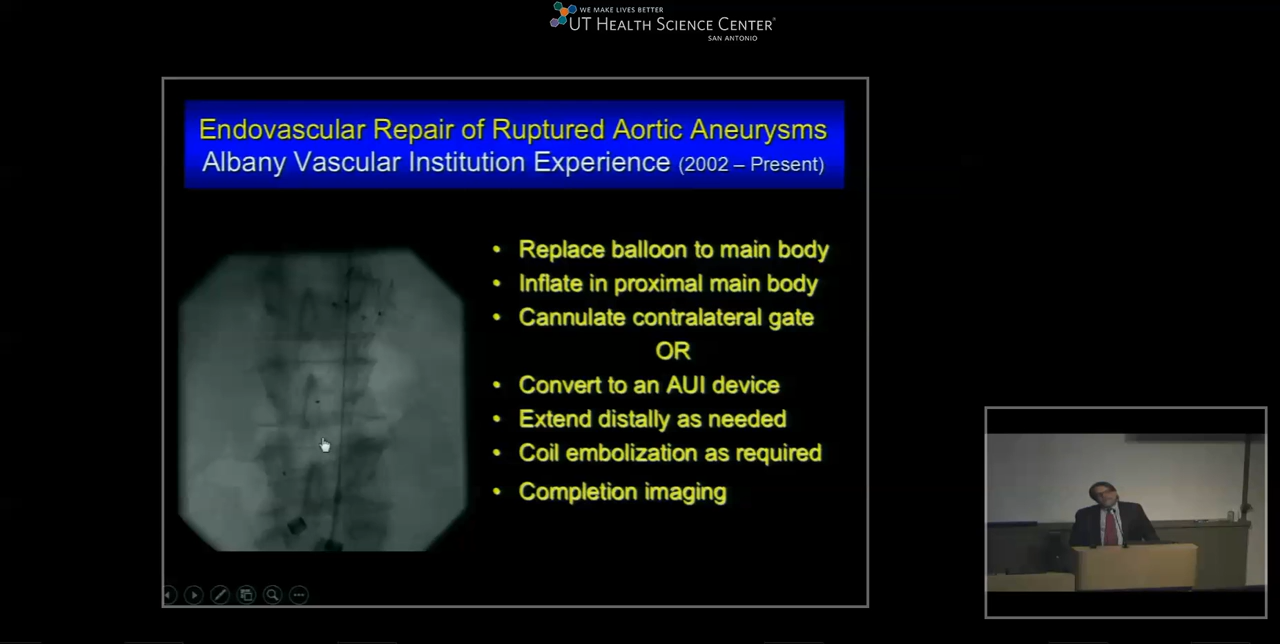 WE MAKE LIVES BETTER
UT HEALTH SCIENCE CENTER
SAN ANTONIO
Endovascular Repair of Ruptured Aortic Aneurysms
Albany Vascular Institution Experience (2002 – Present)
• Replace balloon to main body
• Inflate in proximal main body
• Cannulate contralateral gate
OR
• Convert to an AUI device
• Extend distally as needed
• Coil embolization as required
• Completion imaging